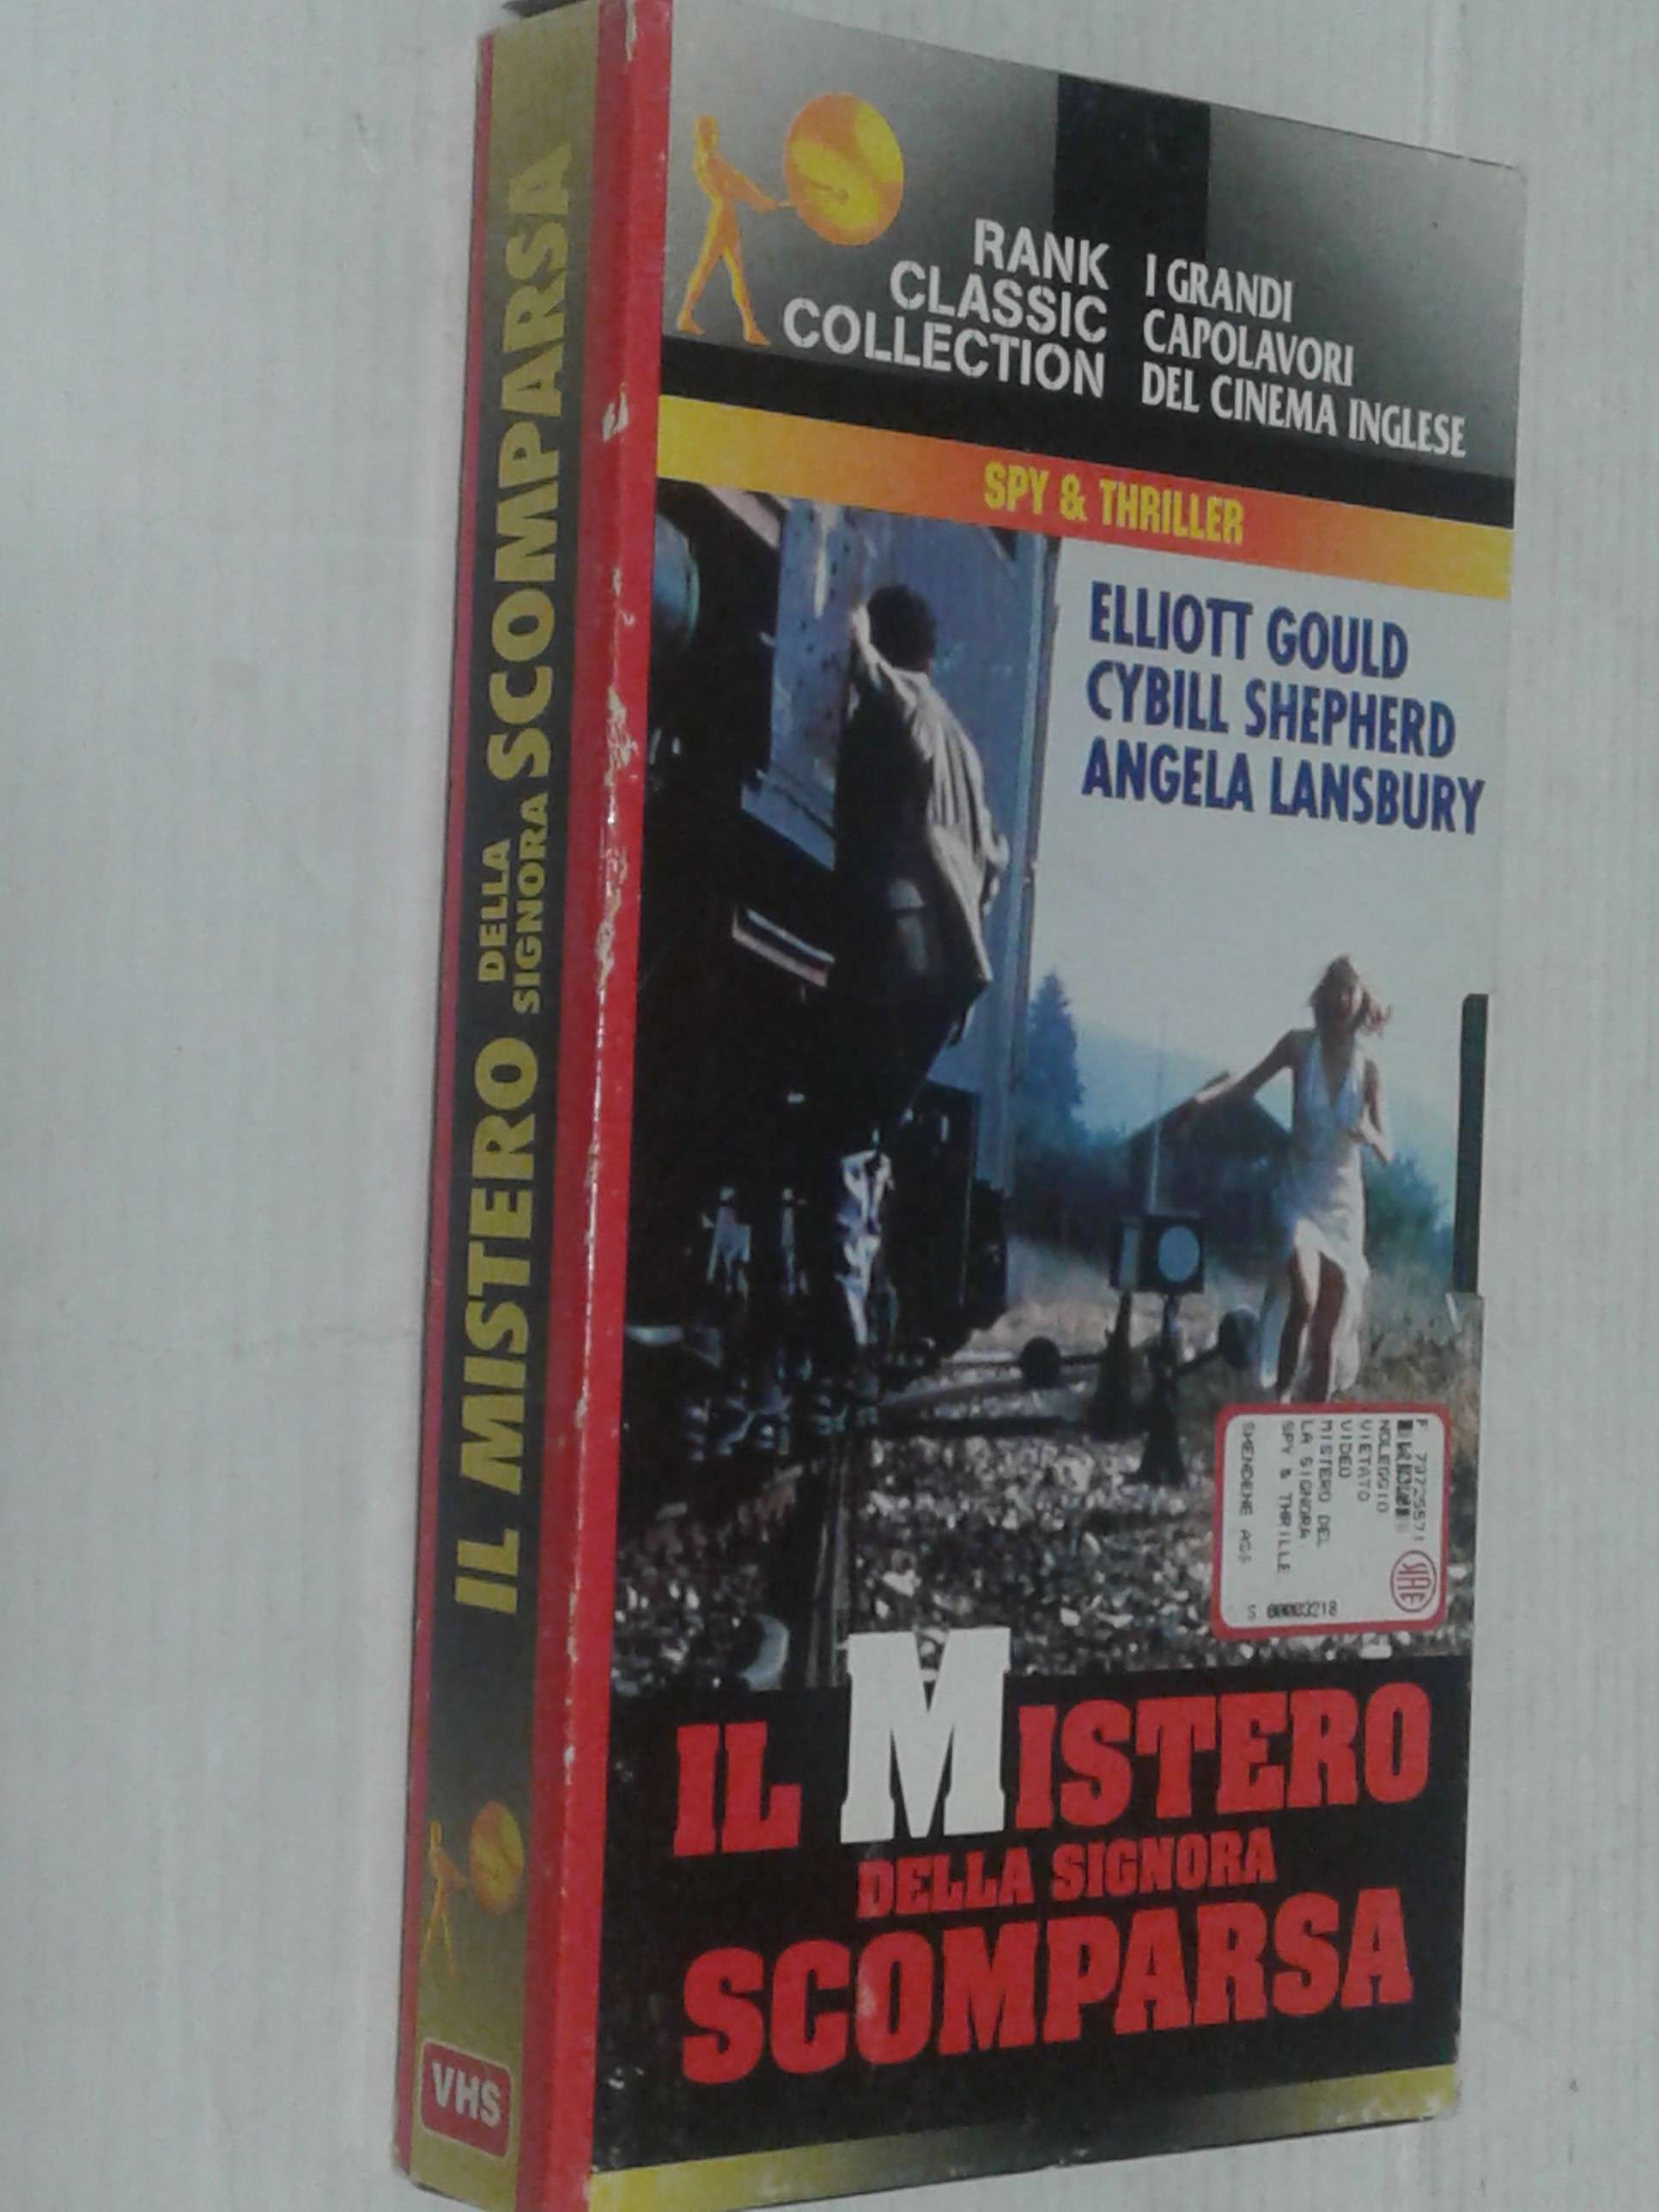 IL MISTERO DELLA SIGNORA SCOMPARSA
VHS
RANK
CLASSIC
COLLECTION
I GRANDI
CAPOLAVORI
DEL CINEMA INGLESE
SPY & THRILLER
ELLIOTT GOULD
CYBILL SHEPHERD
ANGELA LANSBURY
NOLEGGIO
VIETATO
VIDEO
MISTERO DEL
LA SIGNORA
SPY & THRILLE
SIAE
IL MISTERO
DELLA SIGNORA
SCOMPARSA